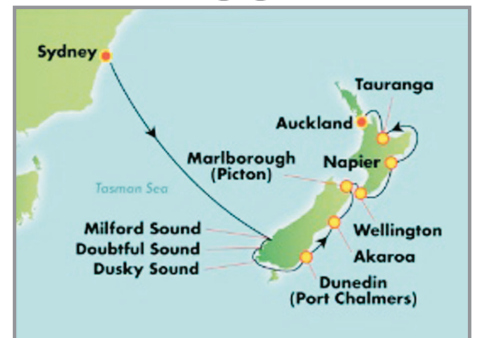 Sydney
Tauranga
Auckland
Marlborough
(Picton)
Napier
Tasman Sea
Milford Sound
Doubtful Sound
Dusky Sound
Wellington
Akaroa
Dunedin
(Port Chalmers)